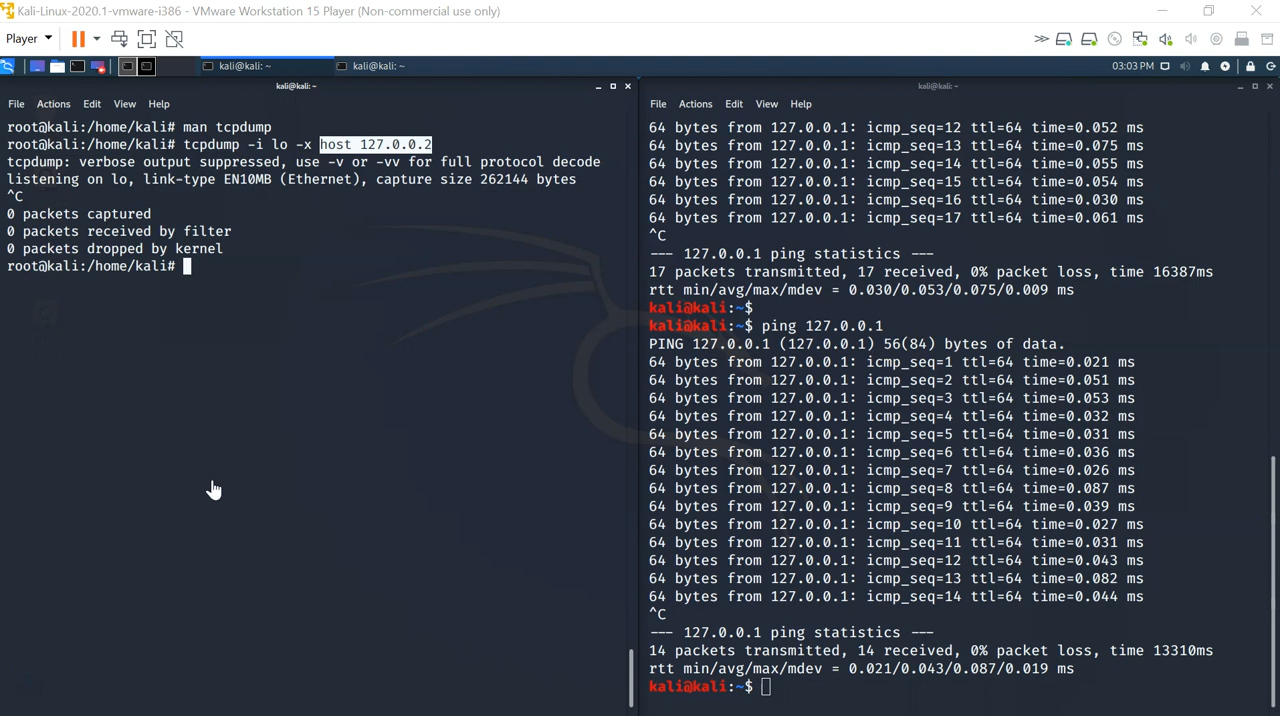 Kali-Linux-2020.1-vmware-i386 - VMware Workstation 15 Player (Non-commercial use only)
Player
kali@kali: ~
kali@kali: ~
03:03 PM
kali@kali: ~
File Actions Edit View Help
root@kali:/home/kali# man tcpdump
root@kali:/home/kali# tcpdump -i lo -x host 127.0.0.2
tcpdump: verbose output suppressed, use -v or -vv for full protocol decode
listening on lo, link-type EN10MB (Ethernet), capture size 262144 bytes
^C
0 packets captured
0 packets received by filter
0 packets dropped by kernel
root@kali:/home/kali#
kali@kali: ~
File Actions Edit View Help
64 bytes from 127.0.0.1: icmp_seq=12 ttl=64 time=0.052 ms
64 bytes from 127.0.0.1: icmp_seq=13 ttl=64 time=0.075 ms
64 bytes from 127.0.0.1: icmp_seq=14 ttl=64 time=0.055 ms
64 bytes from 127.0.0.1: icmp_seq=15 ttl=64 time=0.054 ms
64 bytes from 127.0.0.1: icmp_seq=16 ttl=64 time=0.030 ms
64 bytes from 127.0.0.1: icmp_seq=17 ttl=64 time=0.061 ms
^C
--- 127.0.0.1 ping statistics ---
17 packets transmitted, 17 received, 0% packet loss, time 16387ms
rtt min/avg/max/mdev = 0.030/0.053/0.075/0.009 ms
kali@kali:~$
kali@kali:~$ ping 127.0.0.1
PING 127.0.0.1 (127.0.0.1) 56(84) bytes of data.
64 bytes from 127.0.0.1: icmp_seq=1 ttl=64 time=0.021 ms
64 bytes from 127.0.0.1: icmp_seq=2 ttl=64 time=0.051 ms
64 bytes from 127.0.0.1: icmp_seq=3 ttl=64 time=0.053 ms
64 bytes from 127.0.0.1: icmp_seq=4 ttl=64 time=0.032 ms
64 bytes from 127.0.0.1: icmp_seq=5 ttl=64 time=0.031 ms
64 bytes from 127.0.0.1: icmp_seq=6 ttl=64 time=0.036 ms
64 bytes from 127.0.0.1: icmp_seq=7 ttl=64 time=0.026 ms
64 bytes from 127.0.0.1: icmp_seq=8 ttl=64 time=0.087 ms
64 bytes from 127.0.0.1: icmp_seq=9 ttl=64 time=0.039 ms
64 bytes from 127.0.0.1: icmp_seq=10 ttl=64 time=0.027 ms
64 bytes from 127.0.0.1: icmp_seq=11 ttl=64 time=0.031 ms
64 bytes from 127.0.0.1: icmp_seq=12 ttl=64 time=0.043 ms
64 bytes from 127.0.0.1: icmp_seq=13 ttl=64 time=0.082 ms
64 bytes from 127.0.0.1: icmp_seq=14 ttl=64 time=0.044 ms
^C
--- 127.0.0.1 ping statistics ---
14 packets transmitted, 14 received, 0% packet loss, time 13310ms
rtt min/avg/max/mdev = 0.021/0.043/0.087/0.019 ms
kali@kali:~$